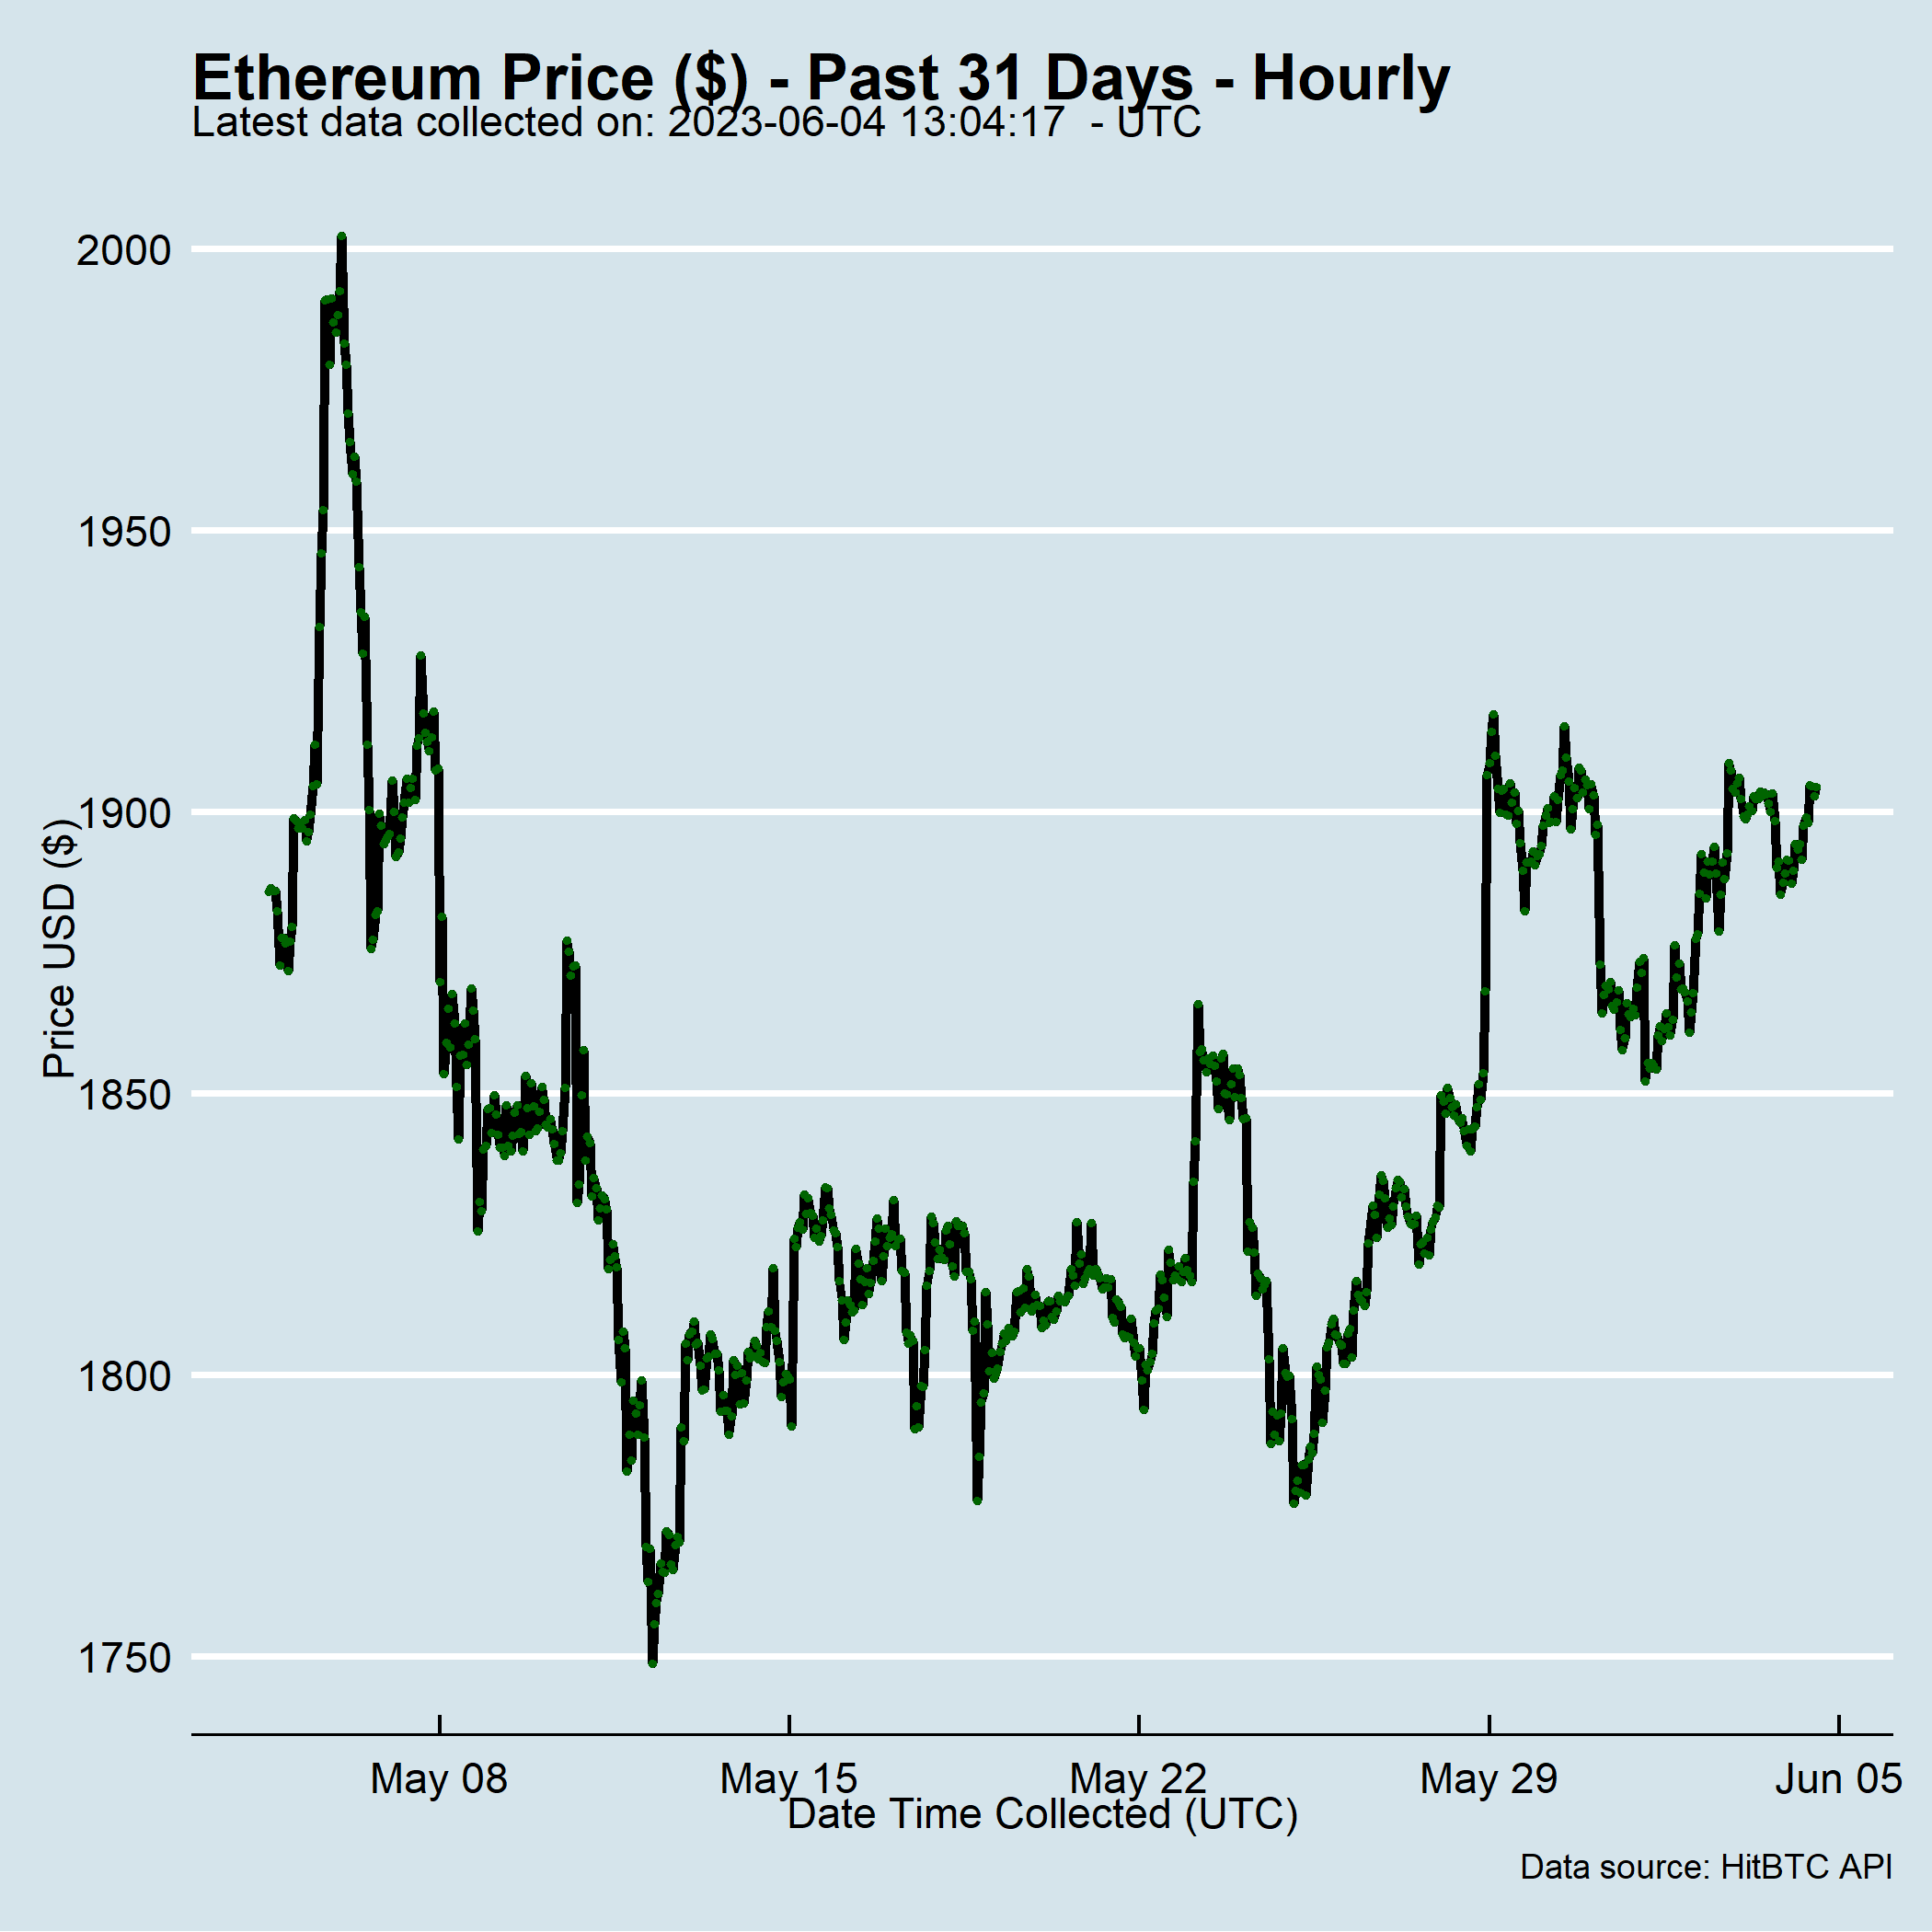 Ethereum Price ($) - Past 31 Days - Hourly
Latest data collected on: 2023-06-04 13:04:17  - UTC
2000
1950
1900
1850
1800
1750
Price USD ($)
May 08
May 15
May 22
May 29
Jun 05
Date Time Collected (UTC)
Data source: HitBTC API